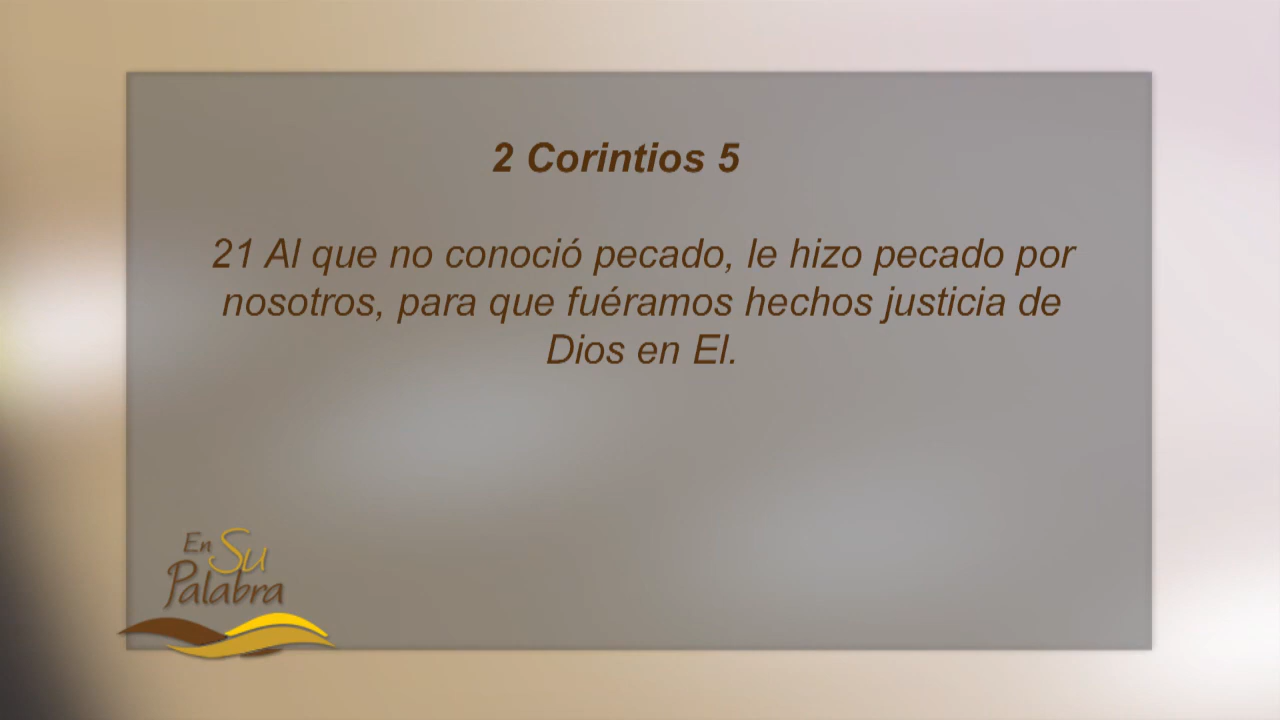 2 Corintios 5
21 Al que no conoció pecado, le hizo pecado por
nosotros, para que fuéramos hechos justicia de
Dios en El.
En Su
Palabra